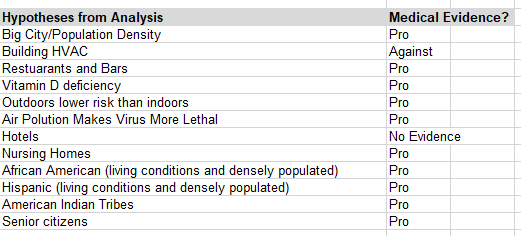 Hypotheses from Analysis Medical Evidence?
Big City/Population Density Pro
Building HVAC Against
Restuarants and Bars Pro
Vitamin D deficiency Pro
Outdoors lower risk than indoors Pro
Air Polution Makes Virus More Lethal Pro
Hotels No Evidence
Nursing Homes Pro
African American (living conditions and densely populated) Pro
Hispanic (living conditions and densely populated) Pro
American Indian Tribes Pro
Senior citizens Pro